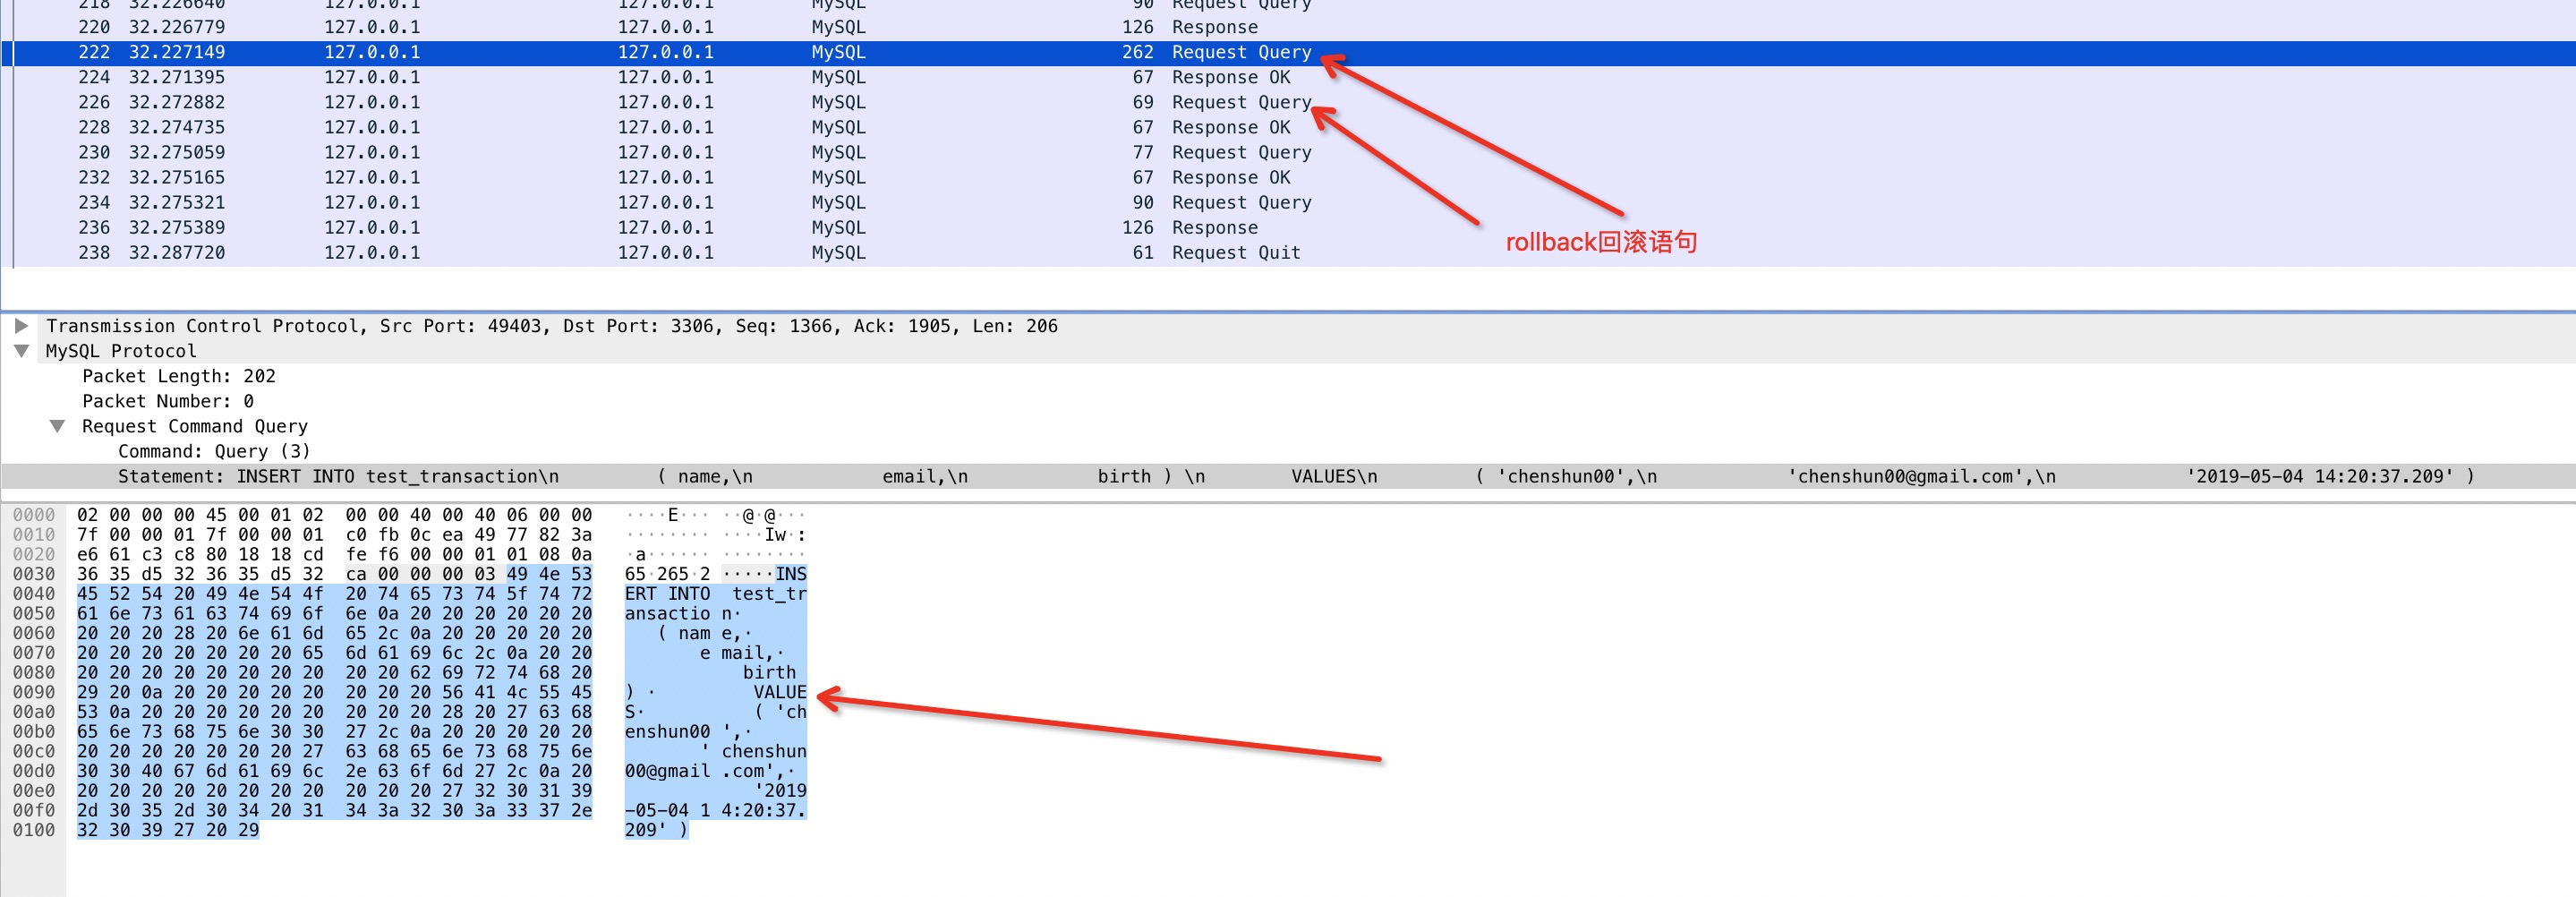 218 32.226640 127.0.0.1 127.0.0.1 MySQL 90 Request Query
220 32.226779 127.0.0.1 127.0.0.1 MySQL 126 Response
222 32.227149 127.0.0.1 127.0.0.1 MySQL 262 Request Query
224 32.271395 127.0.0.1 127.0.0.1 MySQL 67 Response OK
226 32.272882 127.0.0.1 127.0.0.1 MySQL 69 Request Query
228 32.274735 127.0.0.1 127.0.0.1 MySQL 67 Response OK
230 32.275059 127.0.0.1 127.0.0.1 MySQL 77 Request Query
232 32.275165 127.0.0.1 127.0.0.1 MySQL 67 Response OK
234 32.275321 127.0.0.1 127.0.0.1 MySQL 90 Request Query
236 32.275389 127.0.0.1 127.0.0.1 MySQL 126 Response
rollback回滚语句
238 32.287720 127.0.0.1 127.0.0.1 MySQL 61 Request Quit
Transmission Control Protocol, Src Port: 49403, Dst Port: 3306, Seq: 1366, Ack: 1905, Len: 206
MySQL Protocol
Packet Length: 202
Packet Number: 0
Request Command Query
Command: Query (3)
Statement: INSERT INTO test_transaction\n ( name,\n email,\n birth ) \n VALUES\n ( 'chenshun00',\n 'chenshun00@gmail.com',\n '2019-05-04 14:20:37.209' )
0000 02 00 00 00 45 00 01 02 00 00 40 00 40 06 00 00 ····E··· ··@·@···
0010 7f 00 00 01 7f 00 00 01 c0 fb 0c ea 49 77 82 3a ········ ····Iw·:
0020 e6 61 c3 c8 80 18 18 cd fe f6 00 00 01 01 08 0a ·a······ ········
0030 36 35 d5 32 36 35 d5 32 ca 00 00 00 03 49 4e 53 65·265·2 ·····INS
0040 45 52 54 20 49 4e 54 4f 20 74 65 73 74 5f 74 72 ERT INTO test_tr
0050 61 6e 73 61 63 74 69 6f 6e 0a 20 20 20 20 20 20 ansactio n·
0060 20 20 20 28 20 6e 61 6d 65 2c 0a 20 20 20 20 20 ( nam e,·
0070 20 20 20 20 20 20 20 65 6d 61 69 6c 2c 0a 20 20 e mail,·
0080 20 20 20 20 20 20 20 20 20 20 62 69 72 74 68 20 birth
0090 29 20 0a 20 20 20 20 20 20 20 20 56 41 4c 55 45 ) · VALUE
00a0 53 0a 20 20 20 20 20 20 20 20 20 28 20 27 63 68 S· ( 'ch
00b0 65 6e 73 68 75 6e 30 30 27 2c 0a 20 20 20 20 20 enshun00 ',·
00c0 20 20 20 20 20 20 20 27 63 68 65 6e 73 68 75 6e ' chenshun
00d0 30 30 40 67 6d 61 69 6c 2e 63 6f 6d 27 2c 0a 20 00@gmail .com',·
00e0 20 20 20 20 20 20 20 20 20 20 20 27 32 30 31 39 '2019
00f0 2d 30 35 2d 30 34 20 31 34 3a 32 30 3a 33 37 2e -05-04 1 4:20:37.
0100 32 30 39 27 20 29 209' )